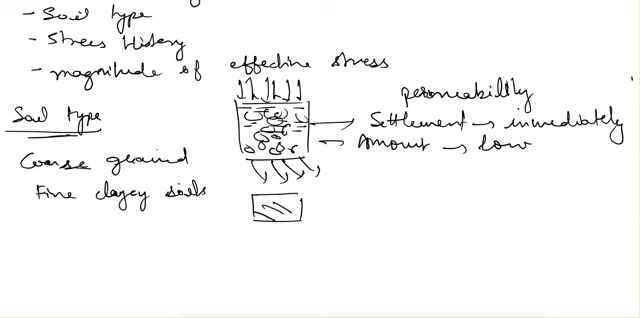 - Soil type
- Stress History
- magnitude of effective stress
Soil type
permeability
Settlement → immediately
Amount → low
Coarse grained
Fine clayey soils